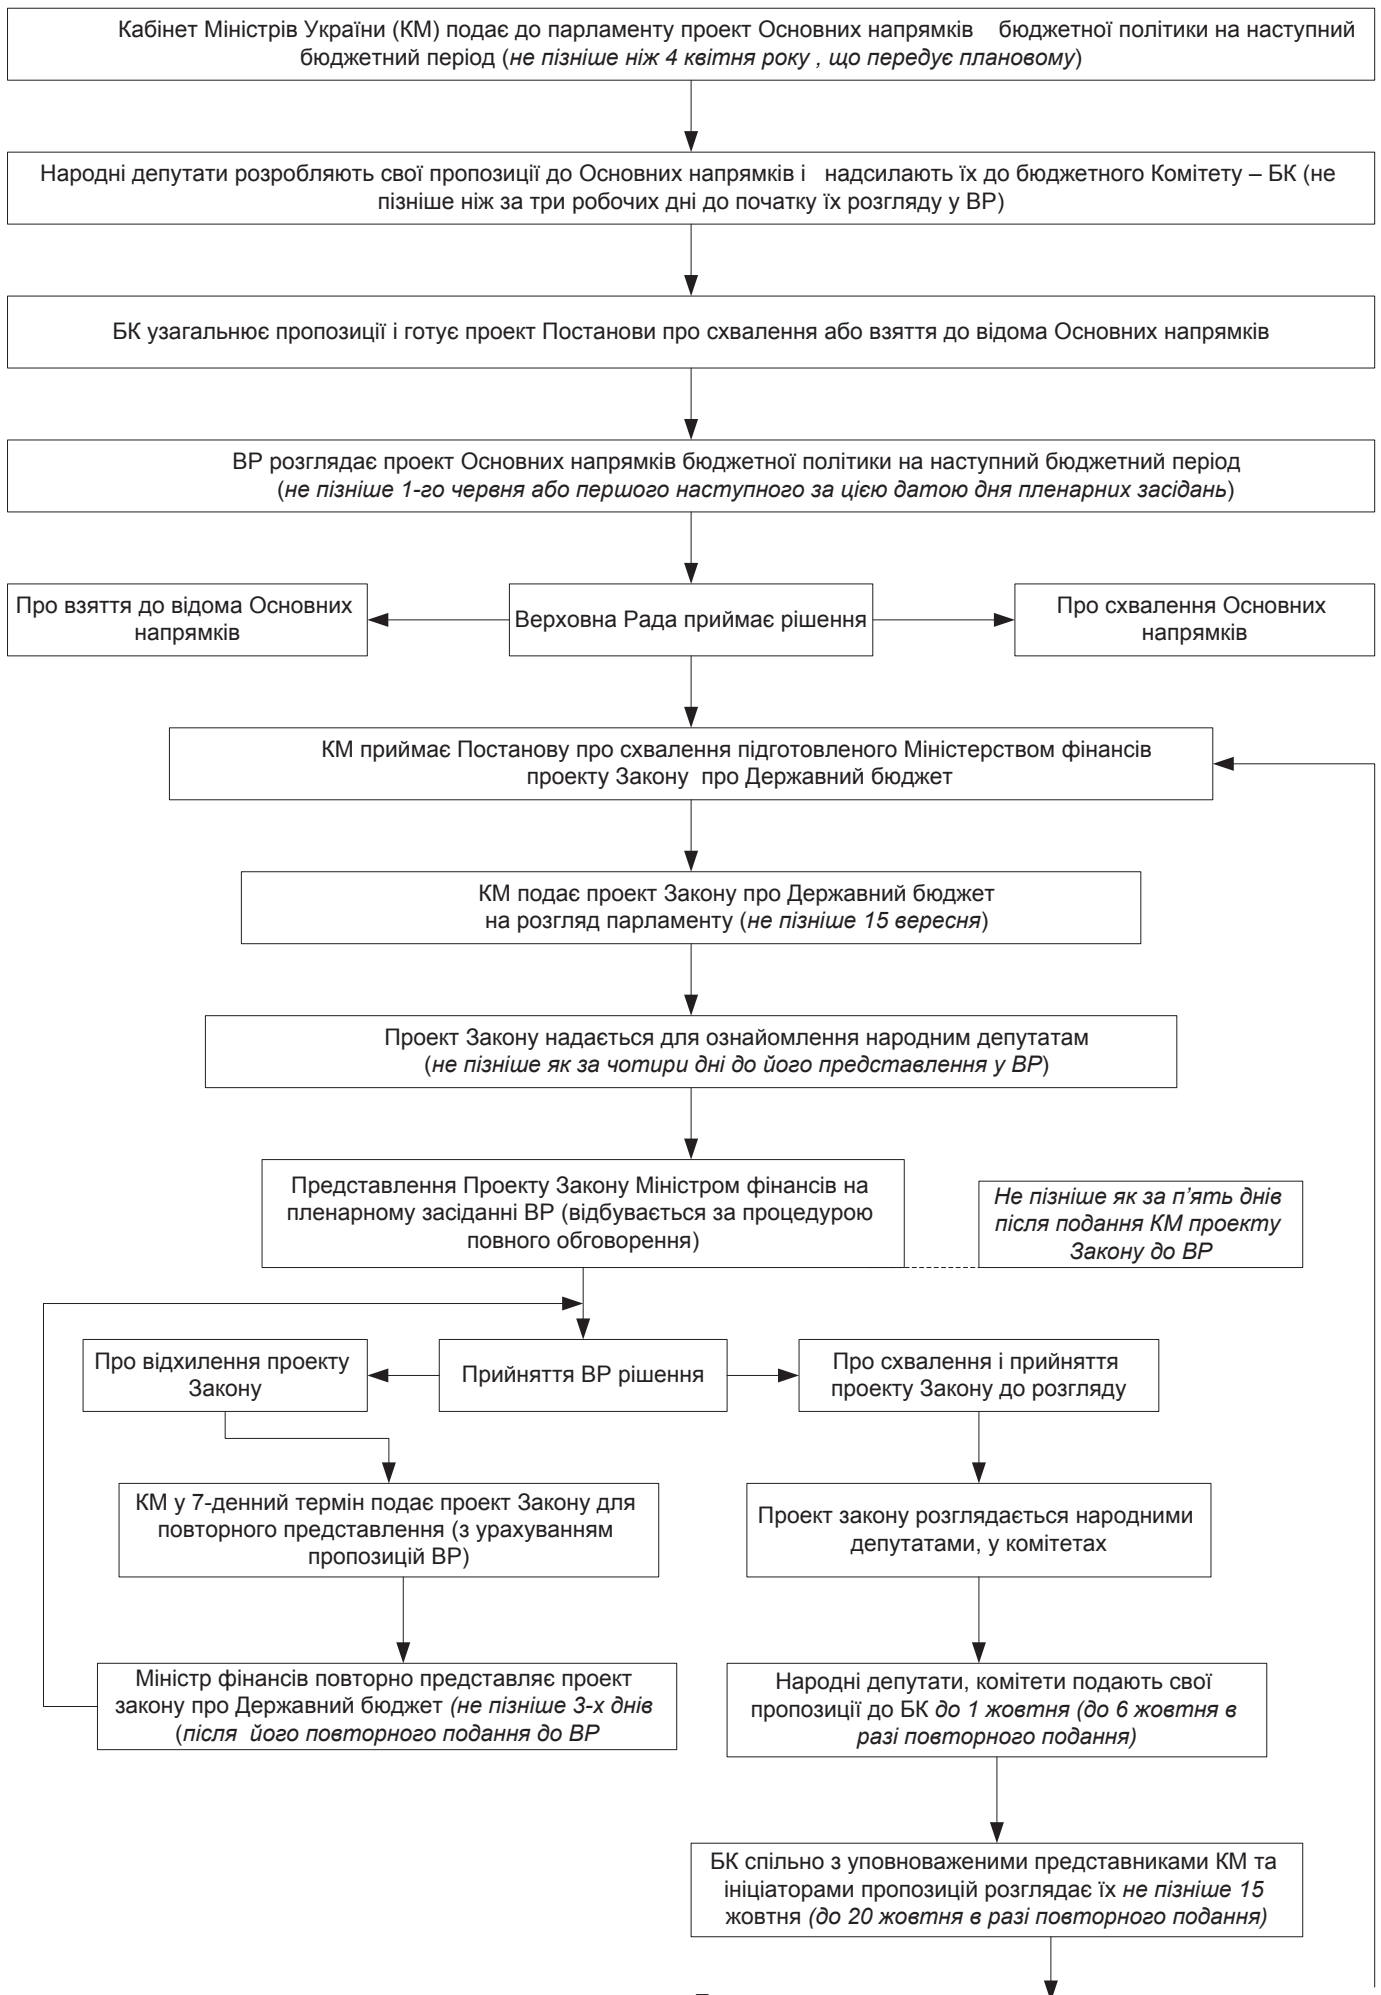 Кабінет Міністрів України (КМ) подає до парламенту проект Основних напрямків бюджетної політики на наступний
бюджетний період (не пізніше ніж 4 квітня року , що передує плановому)
Народні депутати розробляють свої пропозиції до Основних напрямків і надсилають їх до бюджетного Комітету – БК (не
пізніше ніж за три робочих дні до початку їх розгляду у ВР)
БК узагальнює пропозиції і готує проект Постанови про схвалення або взяття до відома Основних напрямків
ВР розглядає проект Основних напрямків бюджетної політики на наступний бюджетний період
(не пізніше 1-го червня або першого наступного за цією датою дня пленарних засідань)
Про взяття до відома Основних
напрямків
Верховна Рада приймає рішення
Про схвалення Основних
напрямків
КМ приймає Постанову про схвалення підготовленого Міністерством фінансів
проекту Закону про Державний бюджет
КМ подає проект Закону про Державний бюджет
на розгляд парламенту (не пізніше 15 вересня)
Проект Закону надається для ознайомлення народним депутатам
(не пізніше як за чотири дні до його представлення у ВР)
Представлення Проекту Закону Міністром фінансів на
пленарному засіданні ВР (відбувається за процедурою
повного обговорення)
Не пізніше як за п’ять днів
після подання КМ проекту
Закону до ВР
Про відхилення проекту
Закону
Прийняття ВР рішення
Про схвалення і прийняття
проекту Закону до розгляду
КМ у 7-денний термін подає проект Закону для
повторного представлення (з урахуванням
пропозицій ВР)
Проект закону розглядається народними
депутатами, у комітетах
Міністр фінансів повторно представляє проект
закону про Державний бюджет (не пізніше 3-х днів
(після його повторного подання до ВР
Народні депутати, комітети подають свої
пропозиції до БК до 1 жовтня (до 6 жовтня в
разі повторного подання)
БК спільно з уповноваженими представниками КМ та
ініціаторами пропозицій розглядає їх не пізніше 15
жовтня (до 20 жовтня в разі повторного подання)